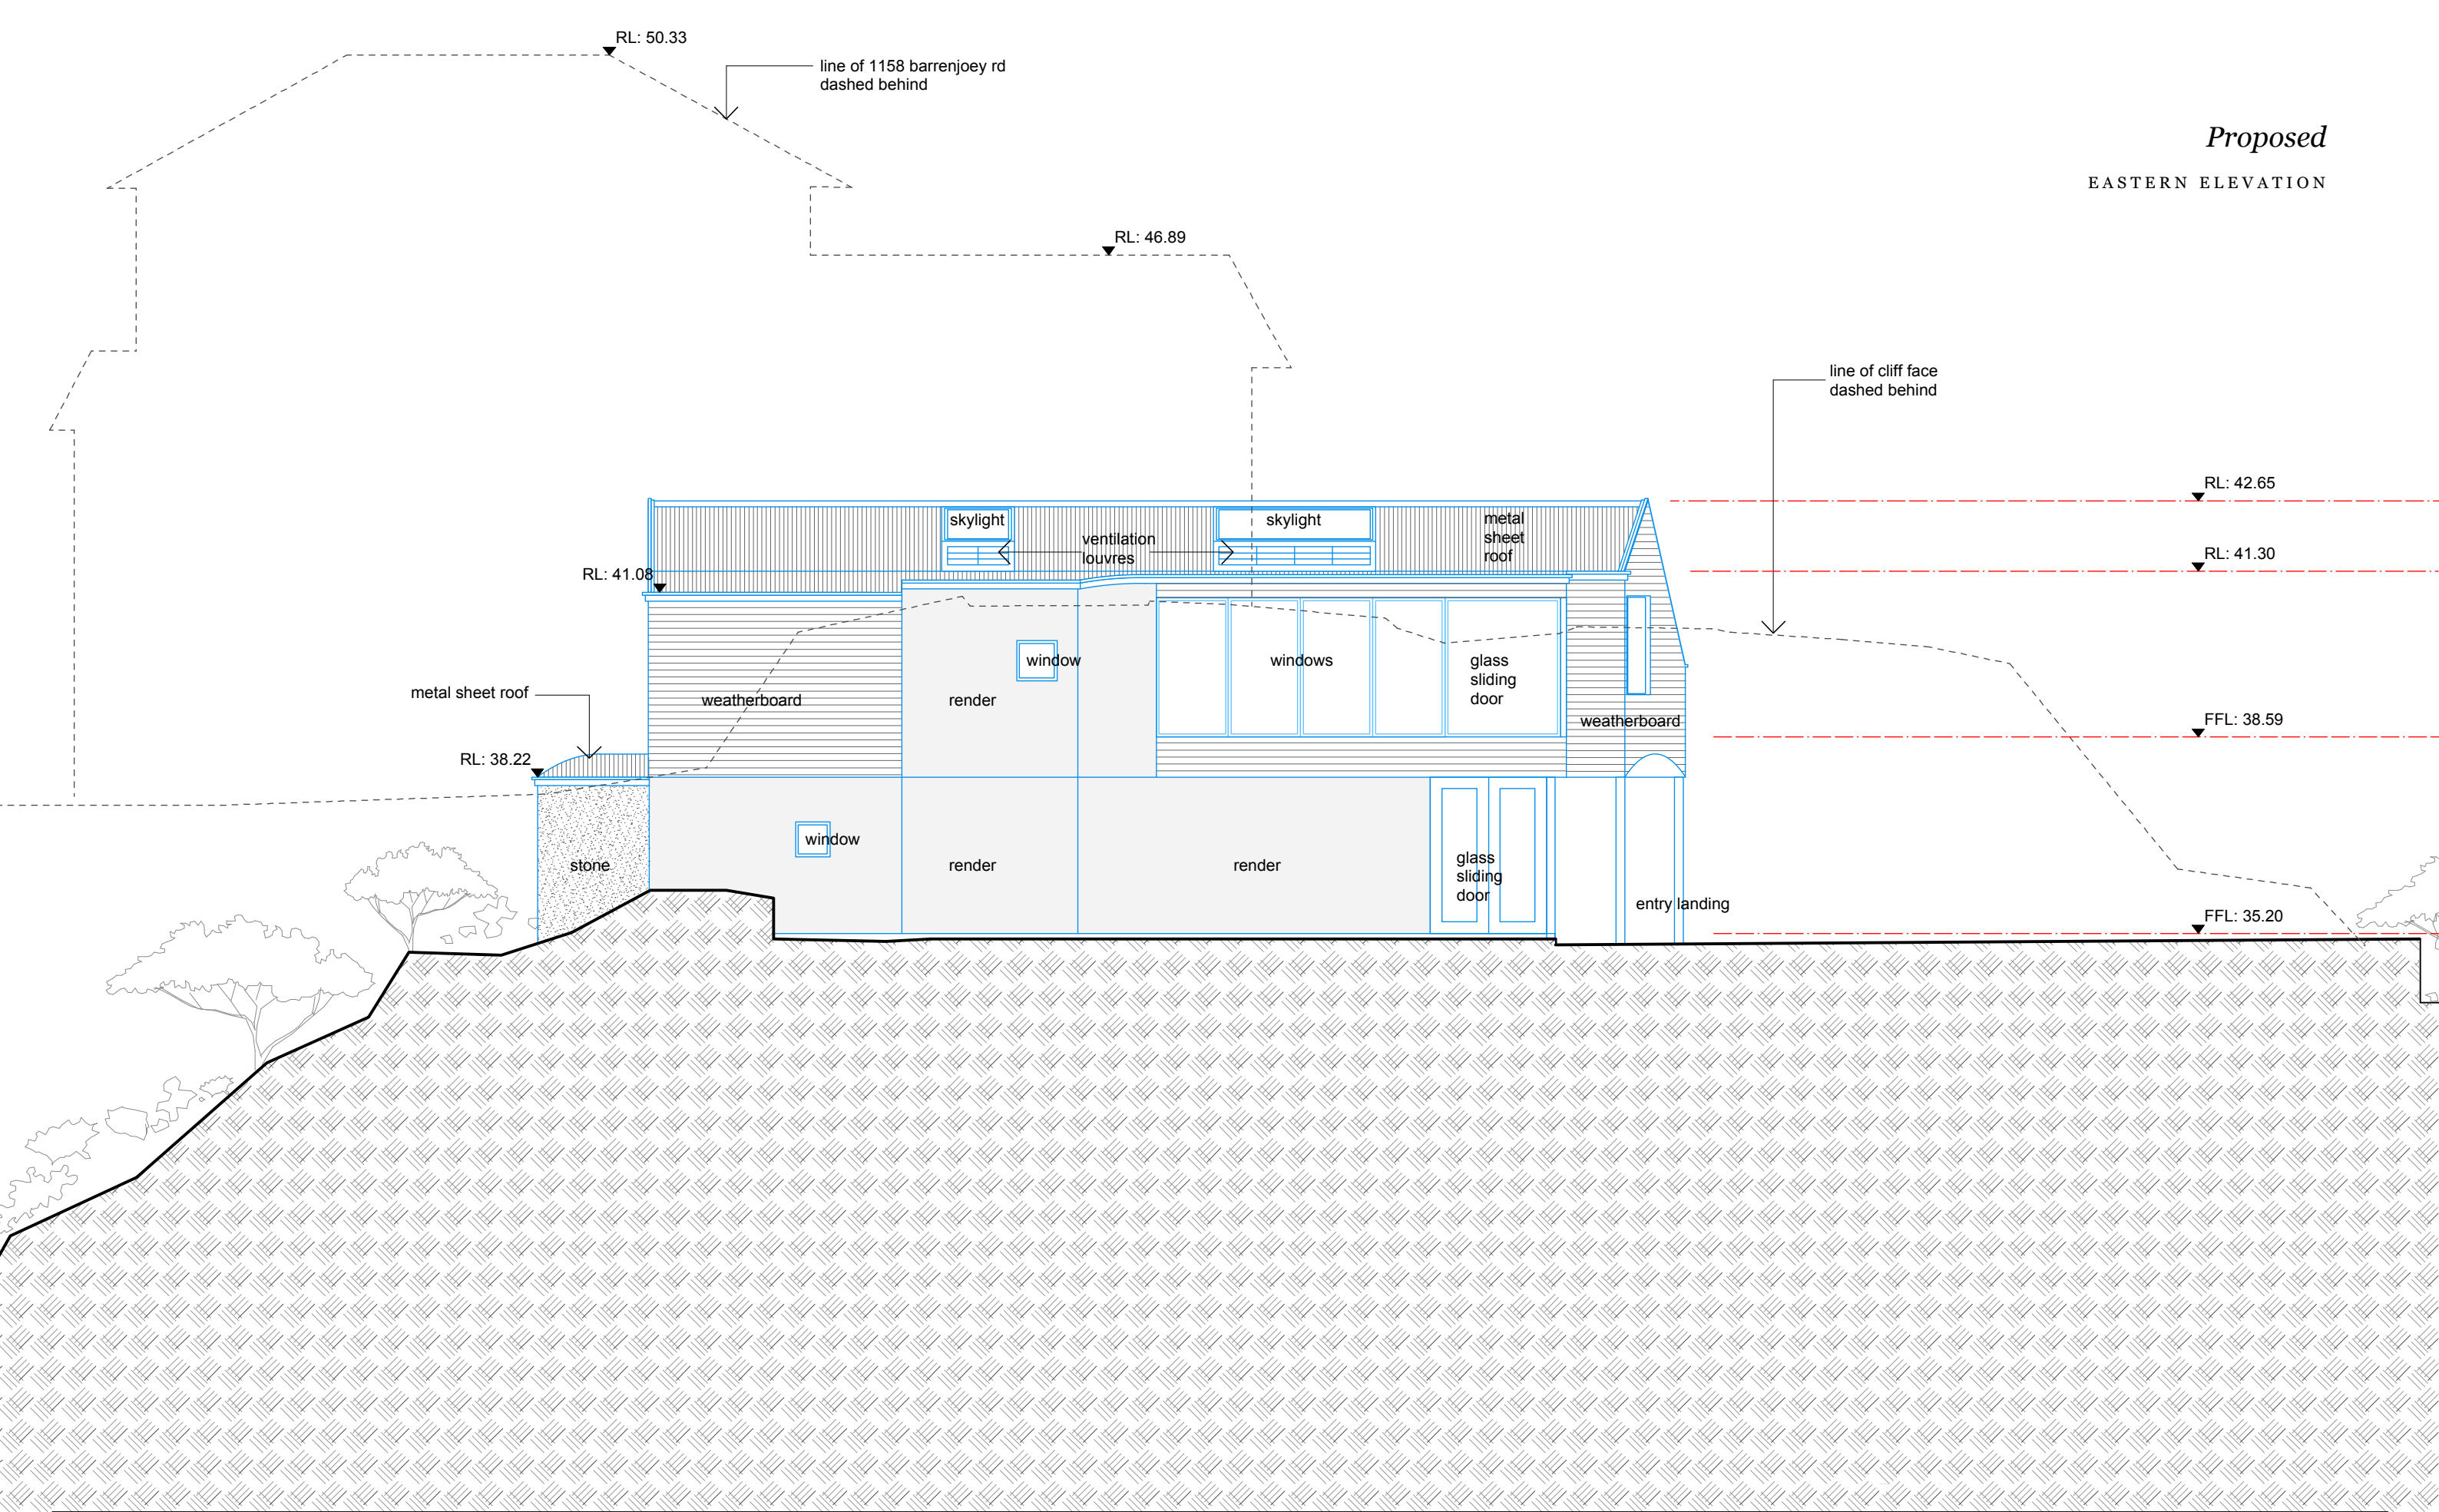 RL: 50.33
line of 1158 barrenjoey rd
dashed behind
Proposed
EASTERN ELEVATION
RL: 46.89
line of cliff face
dashed behind
RL: 42.65
skylight
skylight
metal
sheet
roof
ventilation
louvres
RL: 41.30
RL: 41.08
window
windows
glass
sliding
door
metal sheet roof
weatherboard
render
weatherboard
FFL: 38.59
RL: 38.22
window
stone
render
render
glass
sliding
door
entry landing
FFL: 35.20